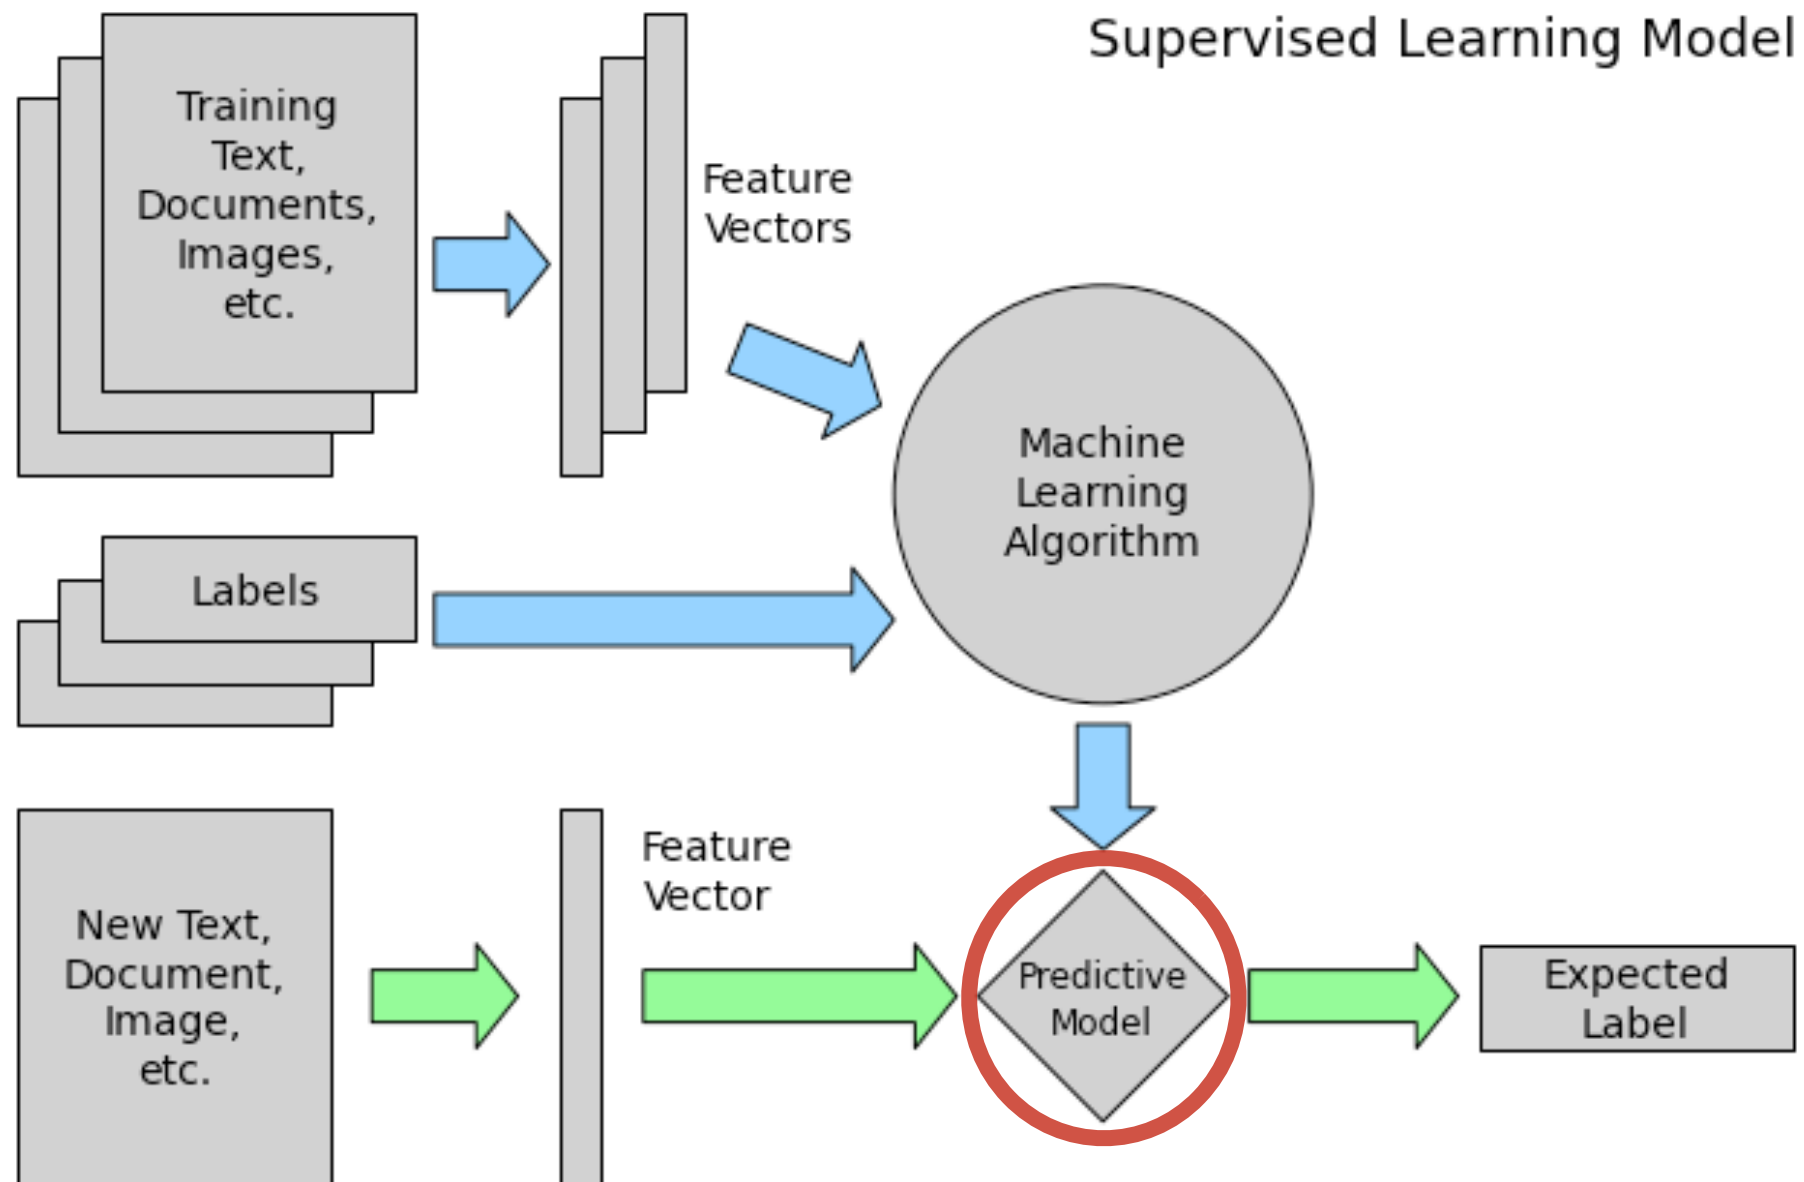 Supervised Learning Model
Training
Text,
Documents,
Images,
etc.
Feature
Vectors
Machine
Learning
Algorithm
Labels
Feature
Vector
New Text,
Document,
Image,
etc.
Predictive
Model
Expected
Label